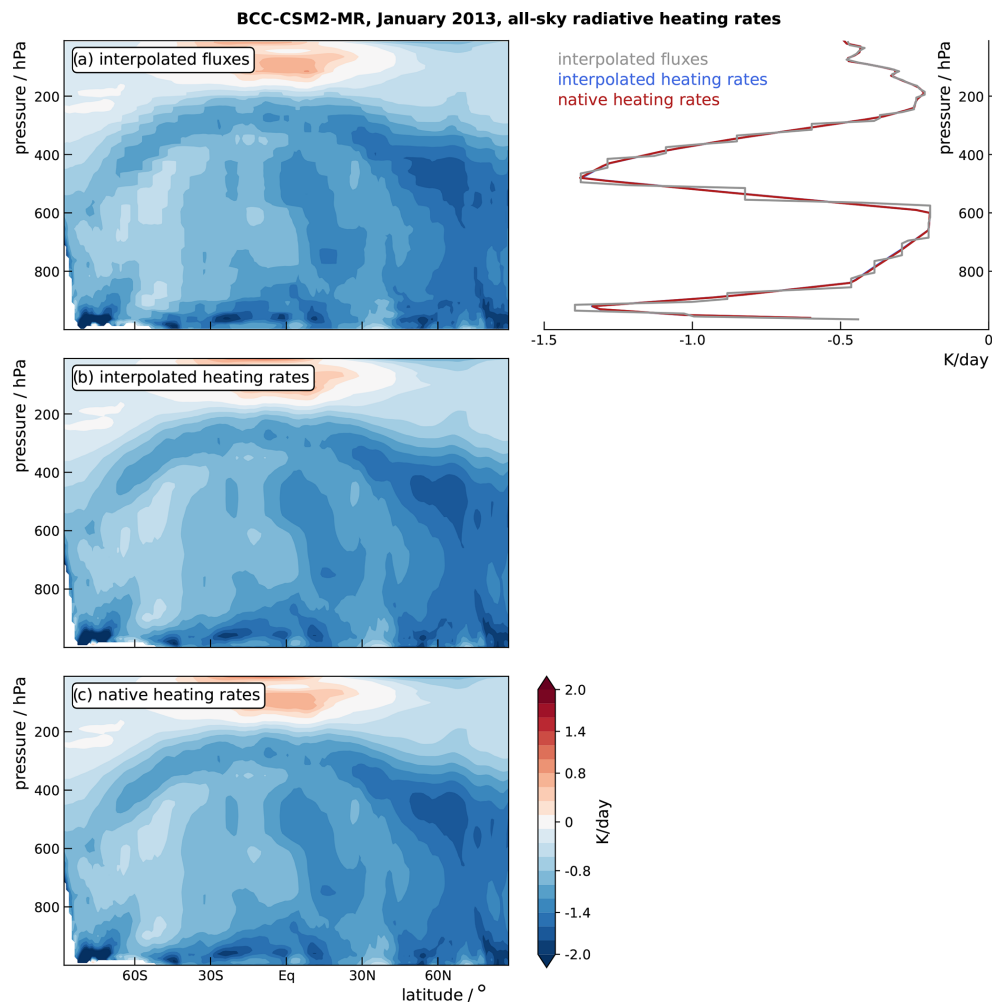 BCC-CSM2-MR, January 2013, all-sky radiative heating rates
(a) interpolated fluxes
pressure / hPa
200
400
600
800
interpolated fluxes
interpolated heating rates
native heating rates
pressure / hPa
200
400
600
800
-1.5
-1.0
-0.5
0
K/day
(b) interpolated heating rates
pressure / hPa
200
400
600
800
(c) native heating rates
pressure / hPa
200
400
600
800
60S
30S
Eq
30N
60N
latitude / °
2.0
1.4
0.8
0
-0.8
-1.4
-2.0
K/day